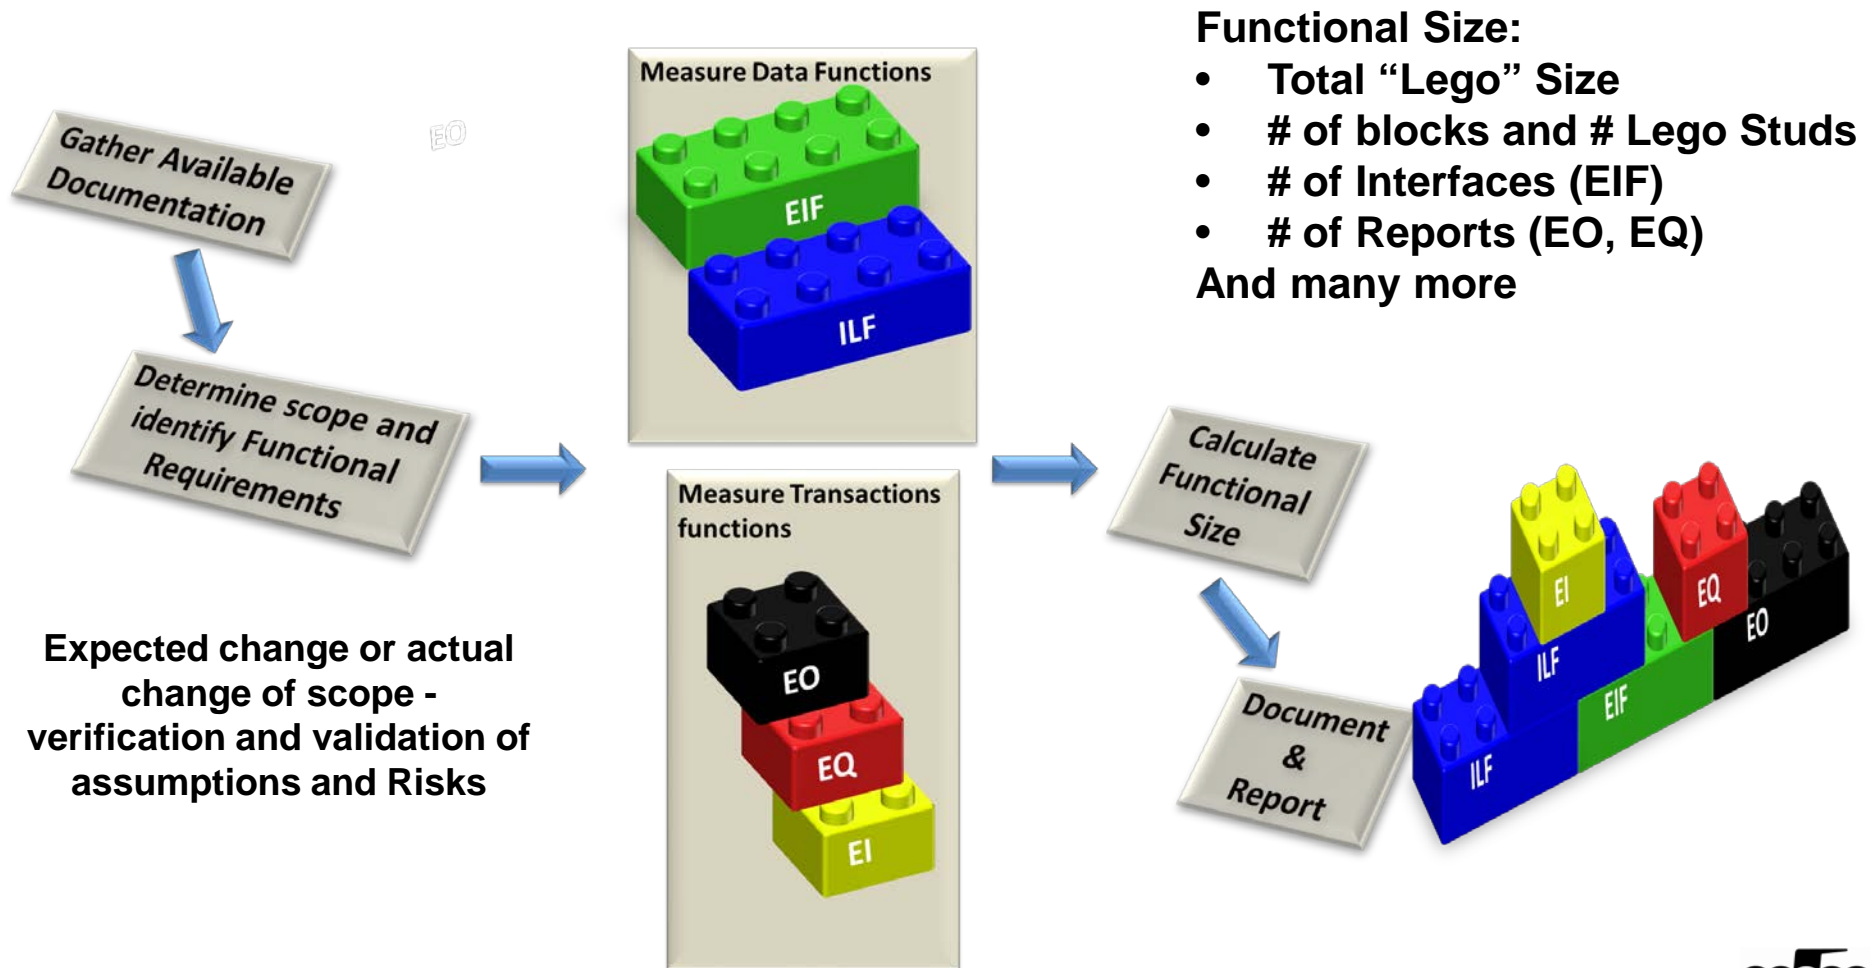 Gather Available
Documentation
EO
Determine scope and
identify Functional
Requirements
Expected change or actual
change of scope -
verification and validation of
assumptions and Risks
Measure Data Functions
EIF
ILF
Measure Transactions
functions
EO
EQ
EI
Functional Size:
• Total “Lego” Size
• # of blocks and # Lego Studs
• # of Interfaces (EIF)
• # of Reports (EO, EQ)
And many more
Calculate
Functional
Size
Document
&
Report
EI
EQ
EO
ILF
EIF
ILF